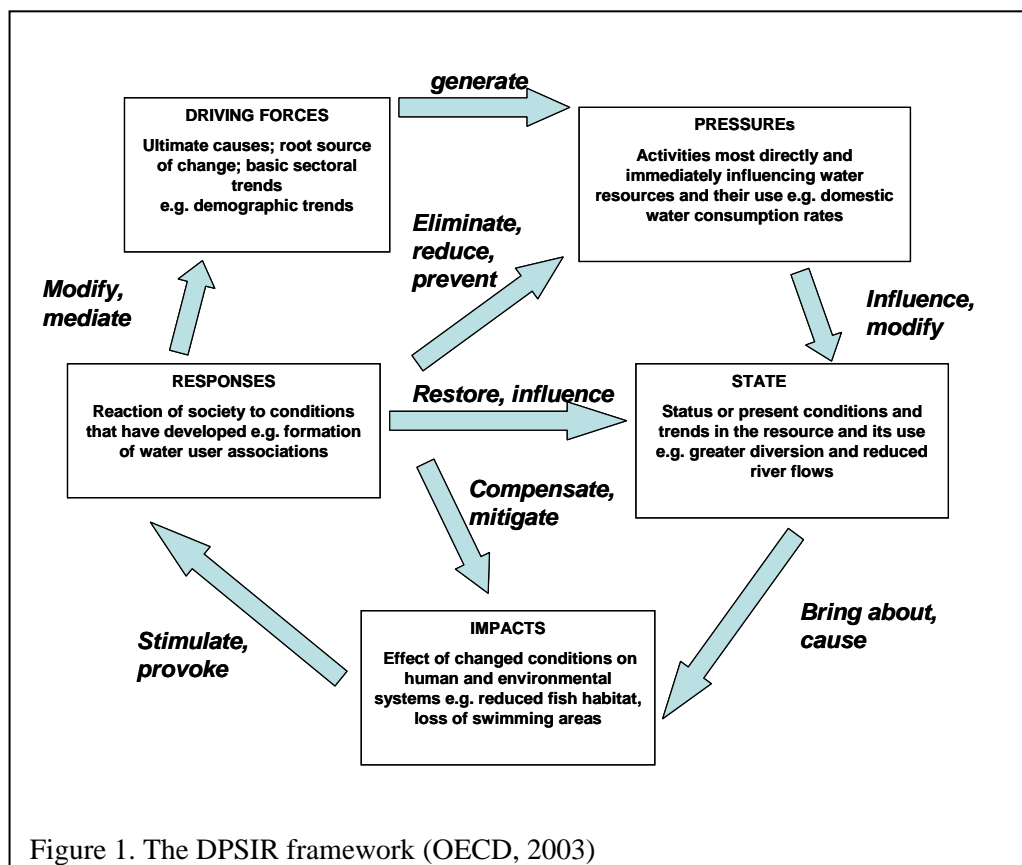 generate
DRIVING FORCES
Ultimate causes; root source
of change; basic sectoral
trends
e.g. demographic trends
PRESSUREs
Activities most directly and
immediately influencing water
resources and their use e.g. domestic
water consumption rates
Eliminate,
reduce,
prevent
Modify,
mediate
Influence,
modify
RESPONSES
Reaction of society to conditions
that have developed e.g. formation
of water user associations
Restore, influence
STATE
Status or present conditions and
trends in the resource and its use
e.g. greater diversion and reduced
river flows
Compensate,
mitigate
Stimulate,
provoke
IMPACTS
Effect of changed conditions on
human and environmental
systems e.g. reduced fish habitat,
loss of swimming areas
Bring about,
cause
Figure 1. The DPSIR framework (OECD, 2003)